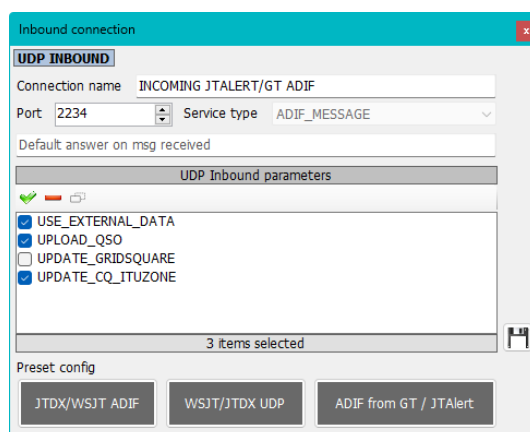 Inbound connection
x
UDP INBOUND
Connection name INCOMING JTALERT/GT ADIF
Port 2234 Service type ADIF_MESSAGE
Default answer on msg received
UDP Inbound parameters
USE_EXTERNAL_DATA
UPLOAD_QSO
UPDATE_GRIDSQUARE
UPDATE_CQ_ITUZONE
3 items selected
Preset config
JTDX/WSJT ADIF WSJT/JTDX UDP ADIF from GT / JTAlert